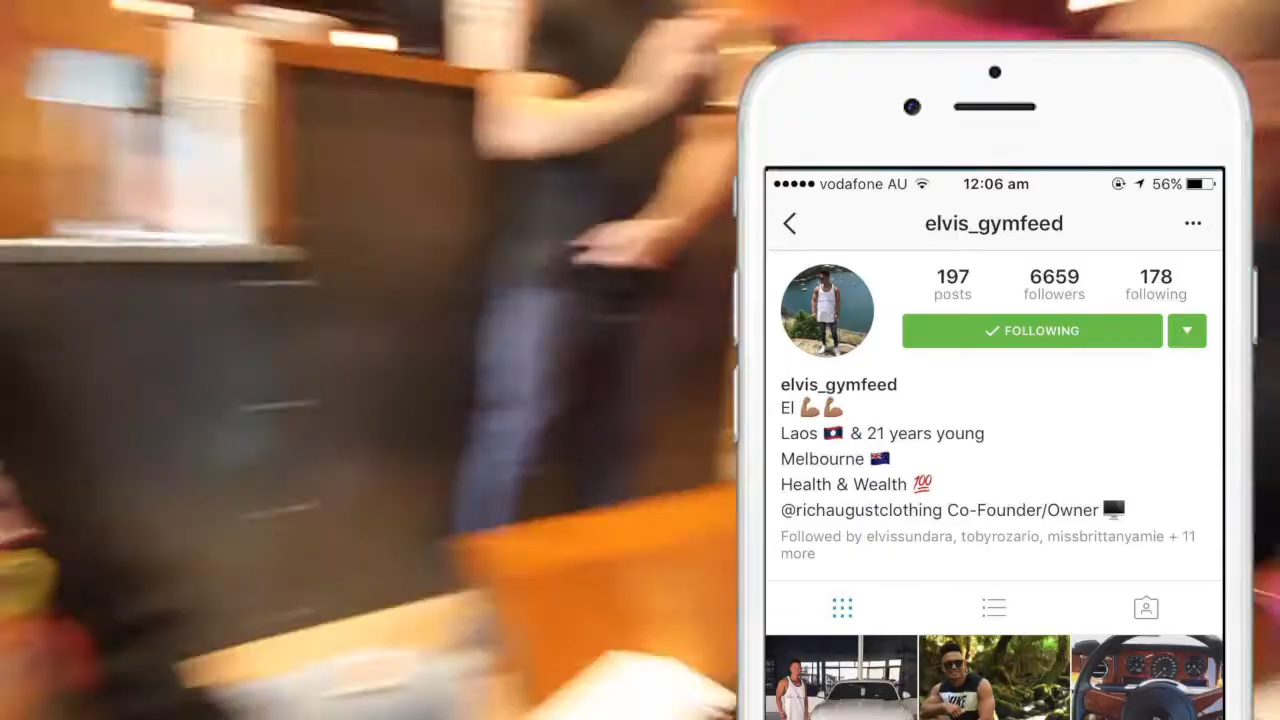 vodafone AU
12:06 am
56%
elvis_gymfeed
197
6659
178
posts
followers
following
FOLLOWING
elvis_gymfeed
El 💪🏽💪🏽
Laos 🇱🇦 & 21 years young
Melbourne 🇦🇺
Health & Wealth 💯
@richaugustclothing Co-Founder/Owner 🖥
Followed by elvissundara, tobyrozario, missbrittanyamie + 11
more